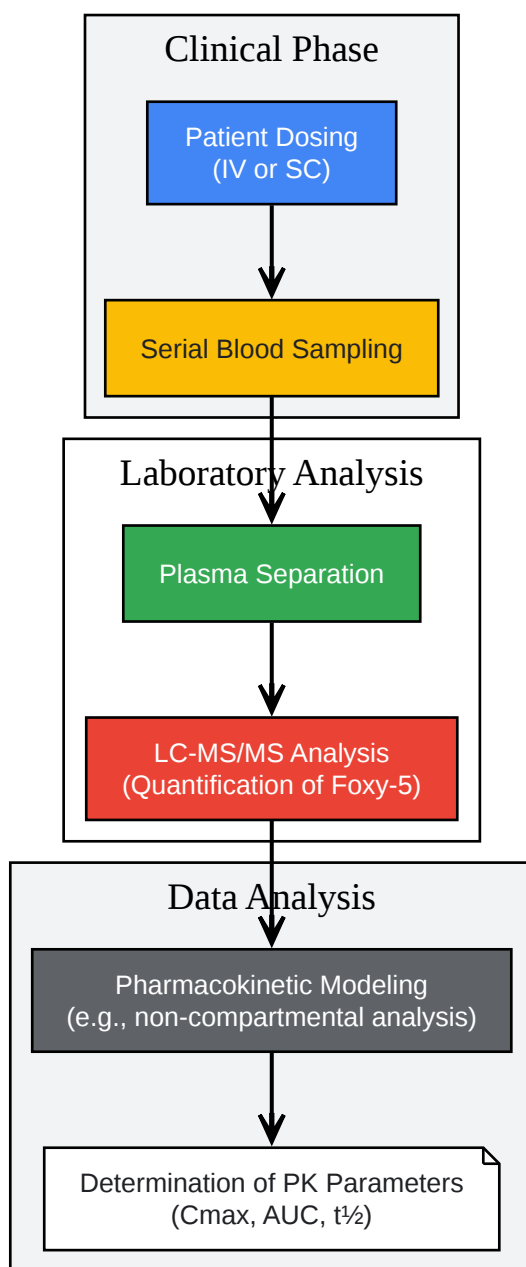 Clinical Phase
Patient Dosing
(IV or SC)
Serial Blood Sampling
Laboratory Analysis
Plasma Separation
LC-MS/MS Analysis
(Quantification of Foxy-5)
Data Analysis
Pharmacokinetic Modeling
(e.g., non-compartmental analysis)
Determination of PK Parameters
(Cmax, AUC, t½)